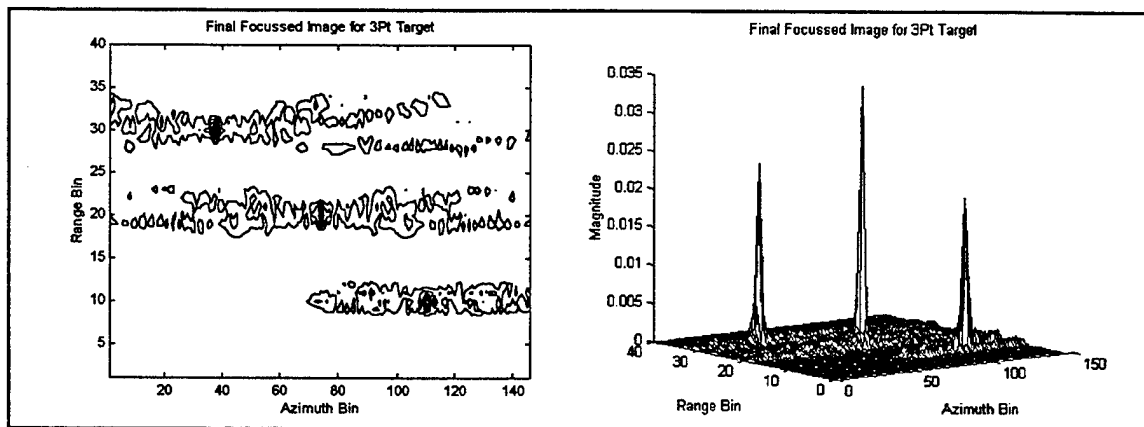 Final Focussed Image for 3Pt Target
40
35
30
25
20
15
10
5
Range Bin
20 40 60 80 100 120 140
Azimuth Bin
Final Focussed Image for 3Pt Target
0.035
0.03
0.025
0.02
0.015
0.01
0.005
0
Magnitude
40 30 20 10 0
Range Bin
0 50 100 150
Azimuth Bin